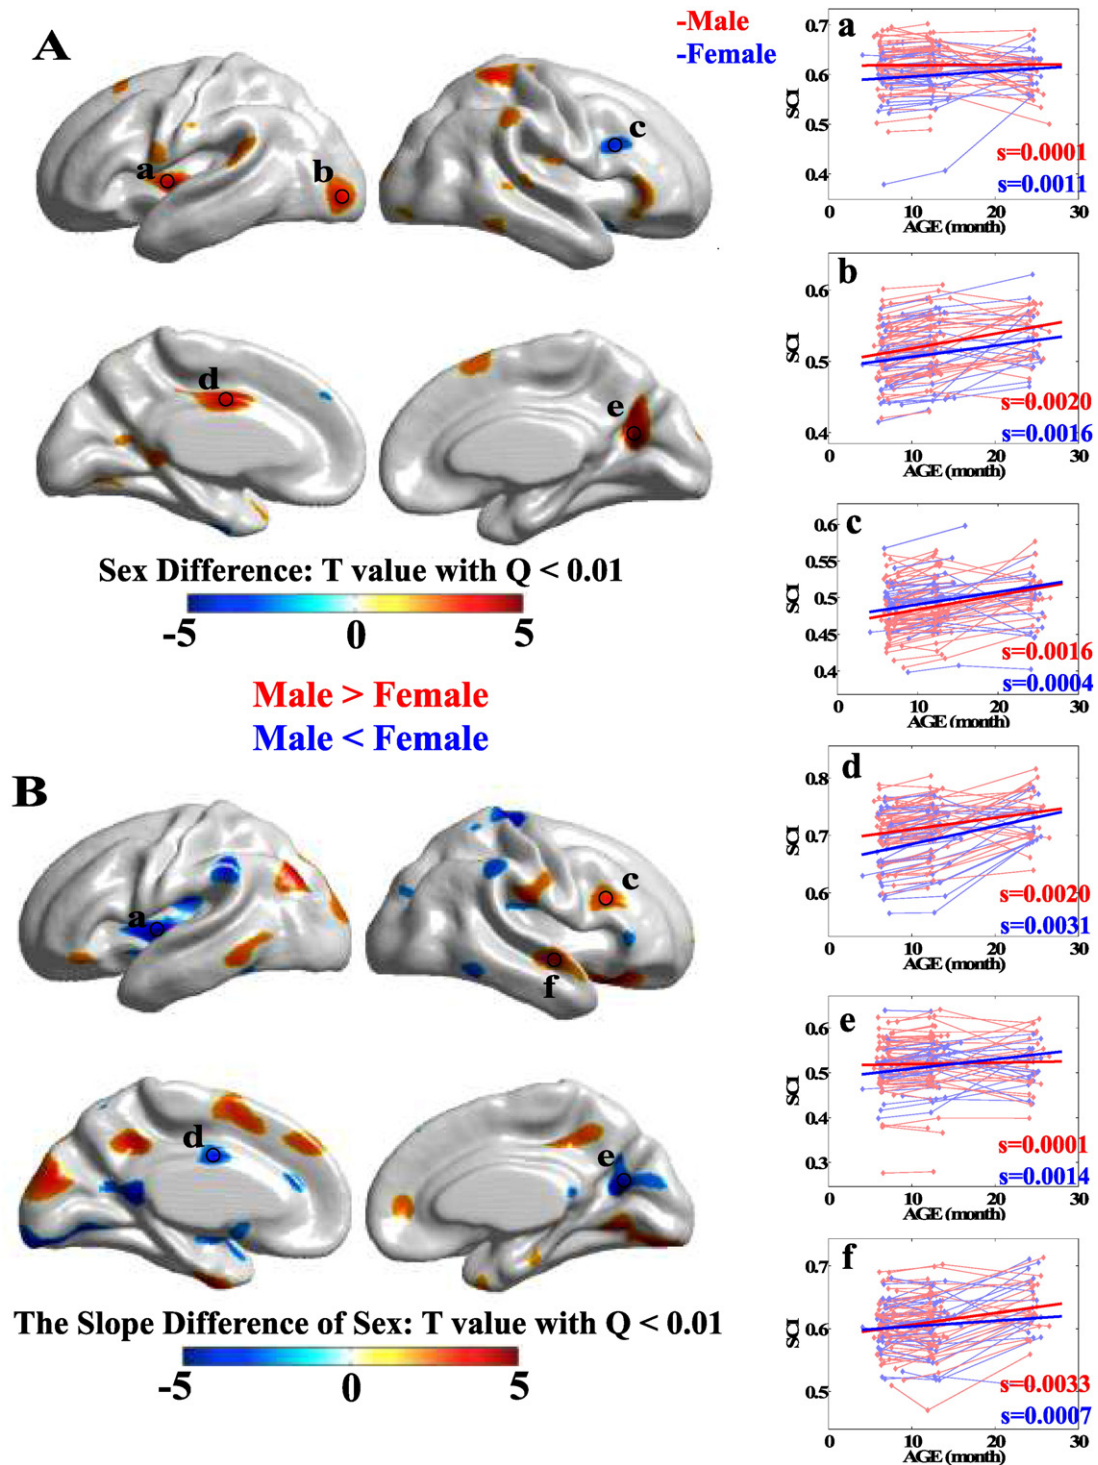 A
-Male
-Female
a
b
c
d
e
Sex Difference: T value with Q < 0.01
-5
0
5
Male > Female
Male < Female
B
a
c
f
d
e
The Slope Difference of Sex: T value with Q < 0.01
-5
0
5
a
0.7
0.6
0.5
0.4
SCI
s=0.0001
s=0.0011
0
10
20
30
AGE (month)
b
0.6
0.5
0.4
SCI
s=0.0020
s=0.0016
0
10
20
30
AGE (month)
c
0.6
0.55
0.5
0.45
0.4
SCI
s=0.0016
s=0.0004
0
10
20
30
AGE (month)
d
0.8
0.7
0.6
SCI
s=0.0020
s=0.0031
0
10
20
30
AGE (month)
e
0.6
0.5
0.4
0.3
SCI
s=0.0001
s=0.0014
0
10
20
30
AGE (month)
f
0.7
0.6
0.5
SCI
s=0.0033
s=0.0007
0
10
20
30
AGE (month)